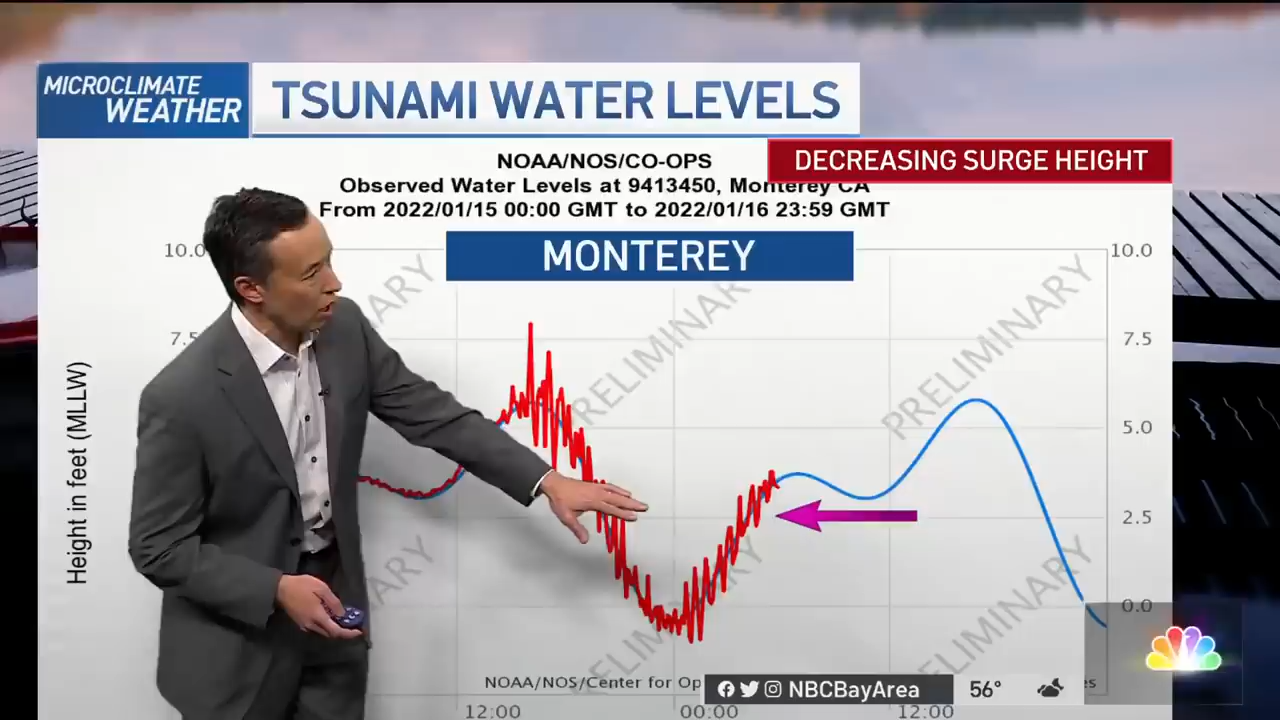 MICROCLIMATE
WEATHER
TSUNAMI WATER LEVELS
DECREASING SURGE HEIGHT
NOAA/NOS/CO-OPS
Observed Water Levels at 9413450, Monterey CA
From 2022/01/15 00:00 GMT to 2022/01/16 23:59 GMT
MONTEREY
10.0
10.0
7.5
7.5
5.0
2.5
0.0
Height in feet (MLLW)
PRELIMINARY
PRELIMINARY
PRELIMINARY
PRELIMINARY
NOAA/NOS/Center for Op
NBCBayArea
56°
12:00
00:00
12:00